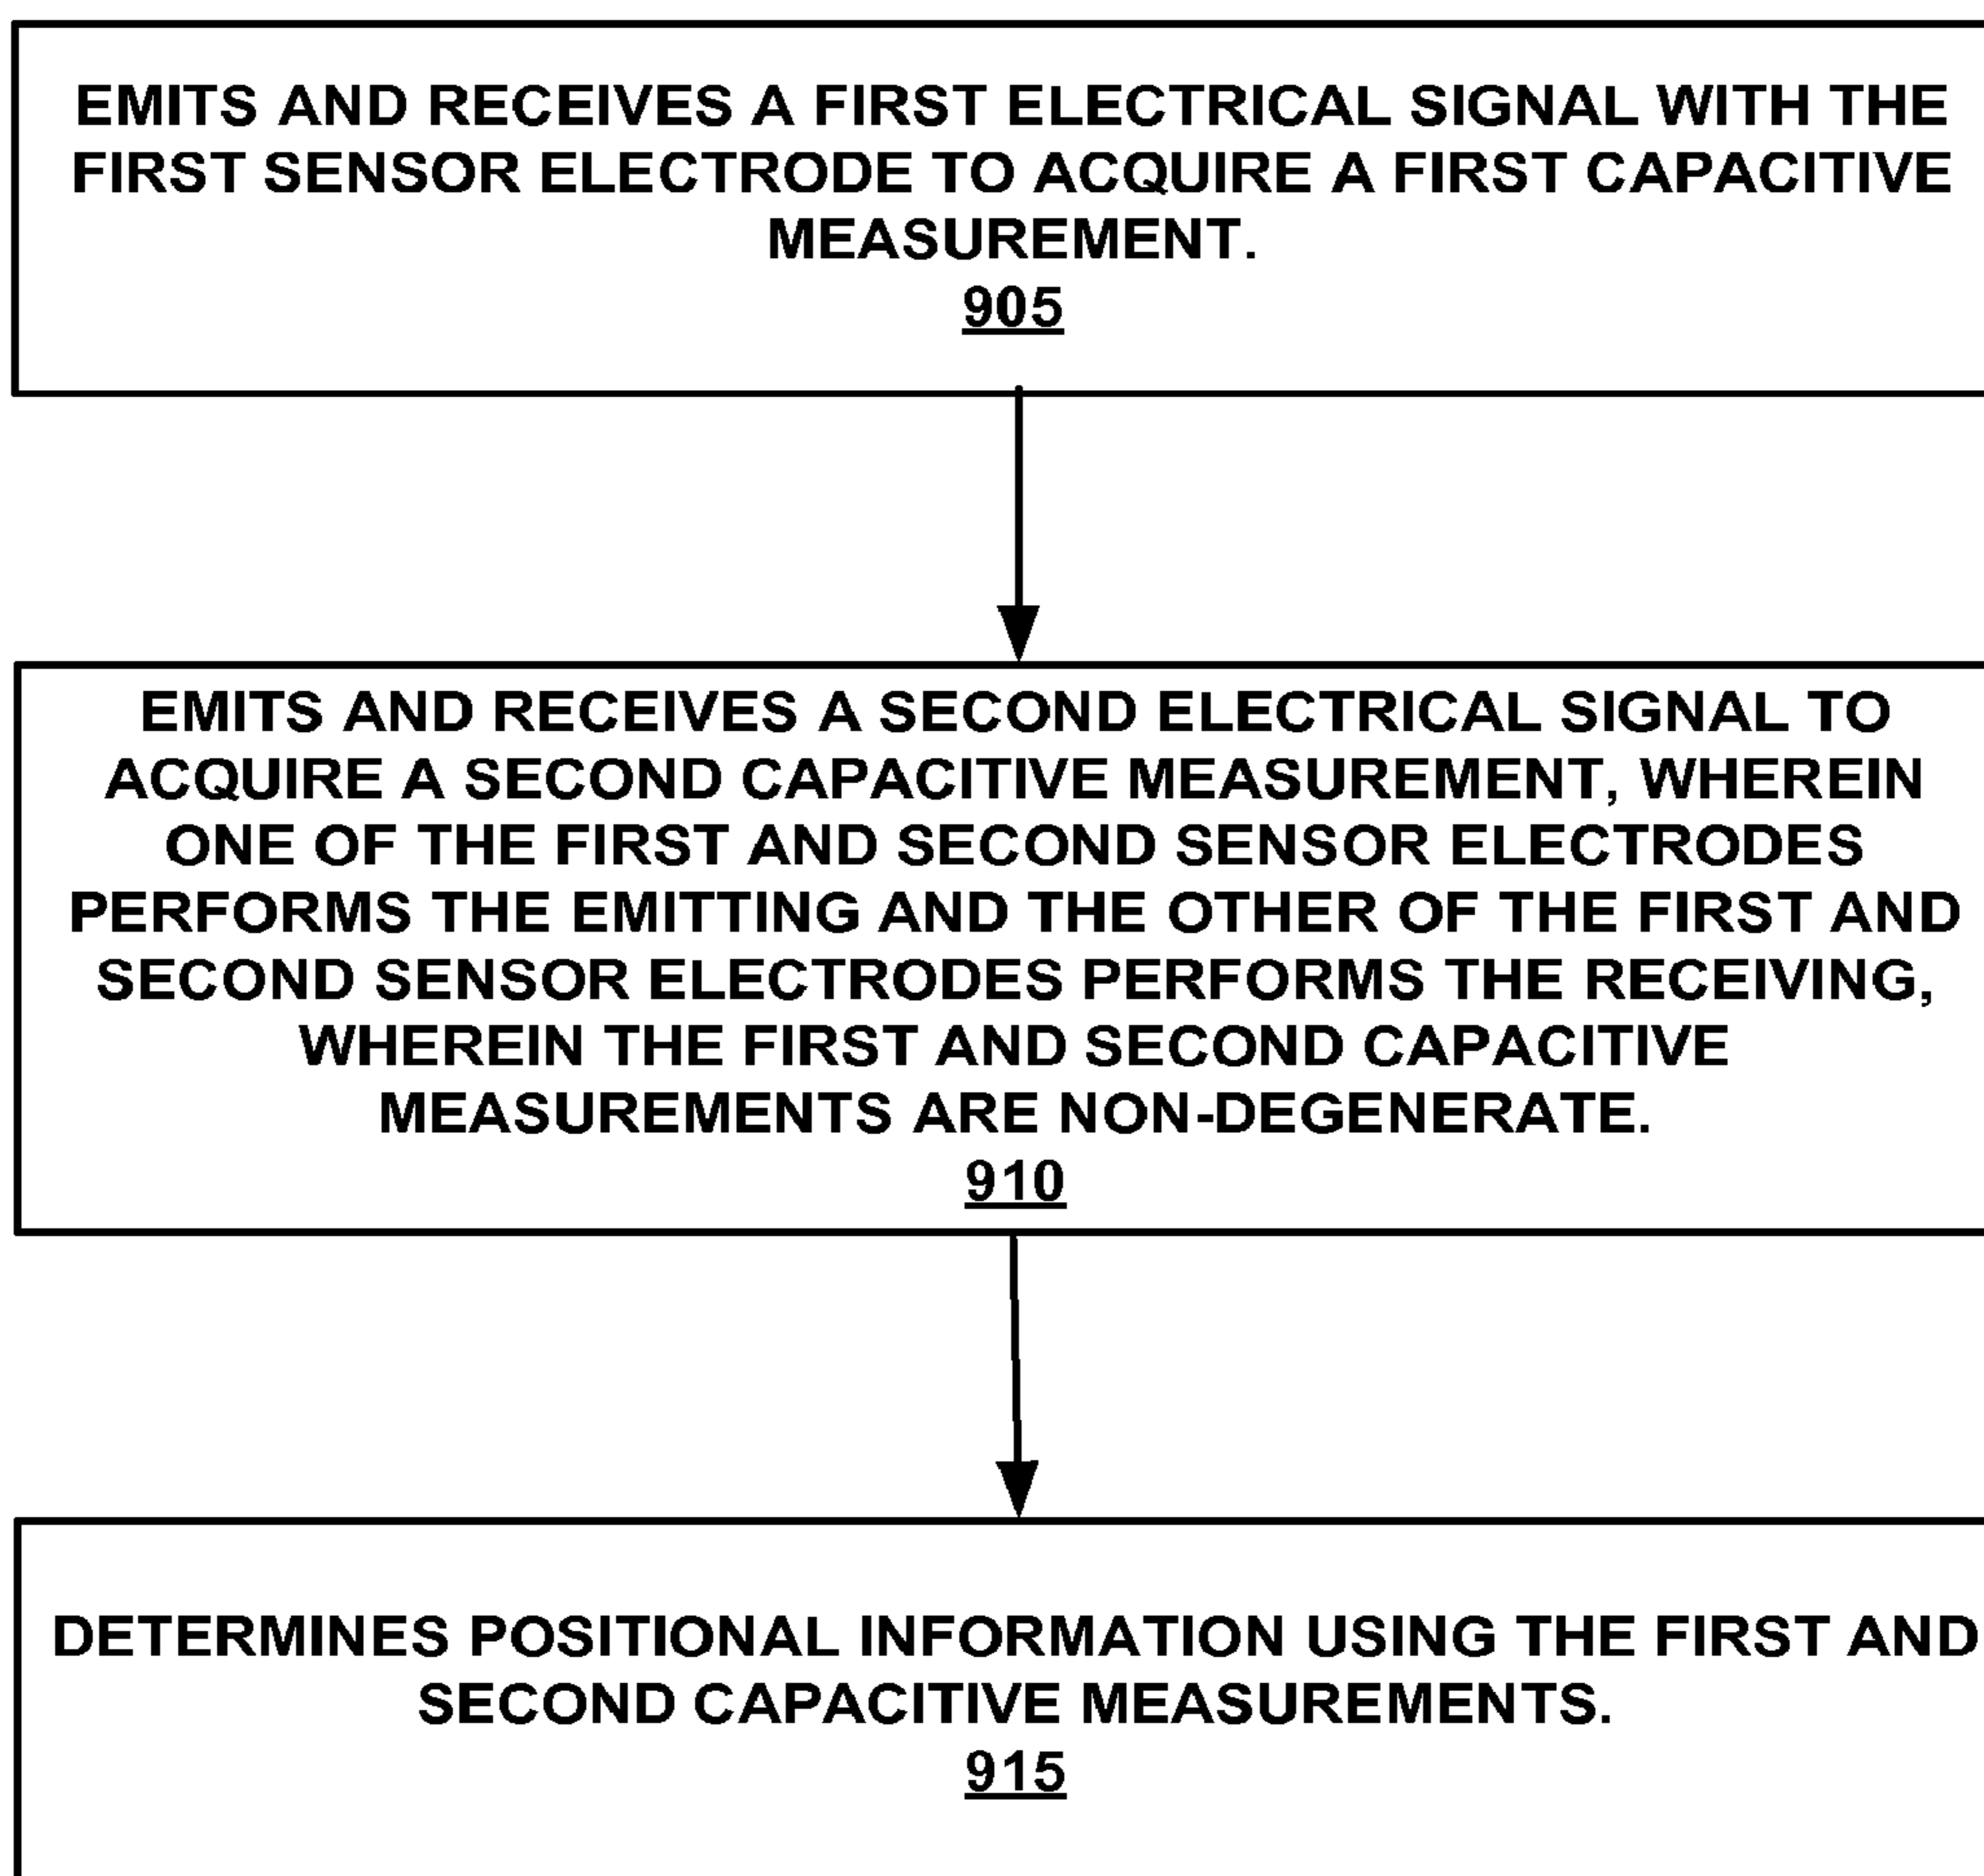 EMITS AND RECEIVES A FIRST ELECTRICAL SIGNAL WITH THE
FIRST SENSOR ELECTRODE TO ACQUIRE A FIRST CAPACITIVE
MEASUREMENT.
905
EMITS AND RECEIVES A SECOND ELECTRICAL SIGNAL TO
ACQUIRE A SECOND CAPACITIVE MEASUREMENT, WHEREIN
ONE OF THE FIRST AND SECOND SENSOR ELECTRODES
PERFORMS THE EMITTING AND THE OTHER OF THE FIRST AND
SECOND SENSOR ELECTRODES PERFORMS THE RECEIVING,
WHEREIN THE FIRST AND SECOND CAPACITIVE
MEASUREMENTS ARE NON-DEGENERATE.
910
DETERMINES POSITIONAL INFORMATION USING THE FIRST AND
SECOND CAPACITIVE MEASUREMENTS.
915